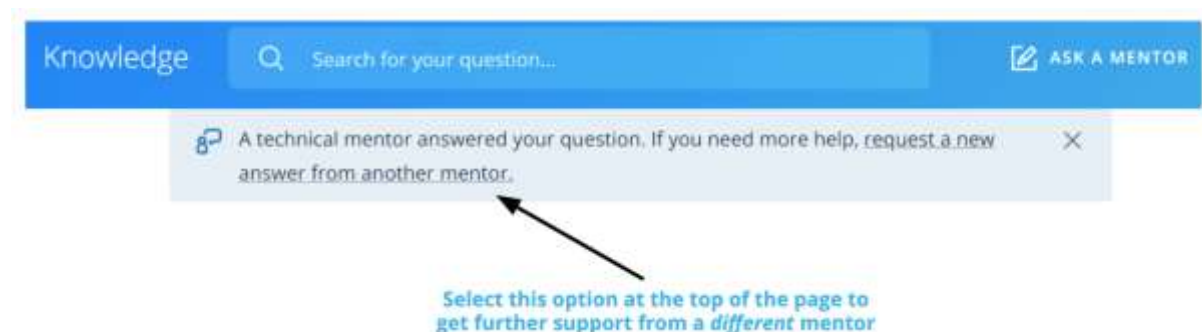 Knowledge
Search for your question...
ASK A MENTOR
A technical mentor answered your question. If you need more help, request a new
answer from another mentor.
Select this option at the top of the page to
get further support from a different mentor